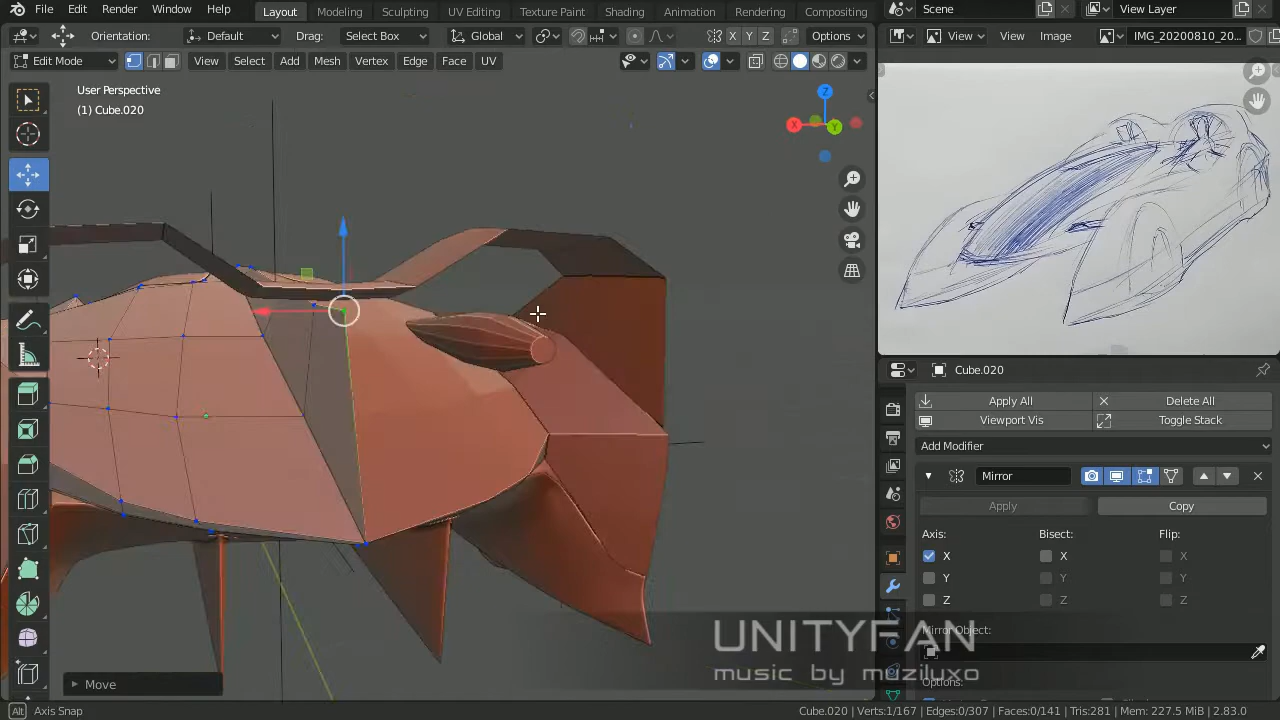 File Edit Render Window Help Layout Modeling Sculpting UV Editing Texture Paint Shading Animation Rendering Compositing Scene View Layer
Orientation: Default Drag: Select Box Global X Y Z Options View View Image IMG_20200810_20...
Edit Mode View Select Add Mesh Vertex Edge Face UV
User Perspective
(1) Cube.020
Z
X
Y
Cube.020
Apply All Delete All
Viewport Vis Toggle Stack
Add Modifier
Mirror
Apply Copy
Axis: Bisect: Flip:
X X X
Y Y Y
Z Z Z
Mirror Object:
Options:
UNITYFAN
music by muziluxo
Move
Alt Axis Snap Cube.020 | Verts:1/167 | Edges:0/307 | Faces:0/141 | Tris:281 | Mem: 227.5 MiB | 2.83.0